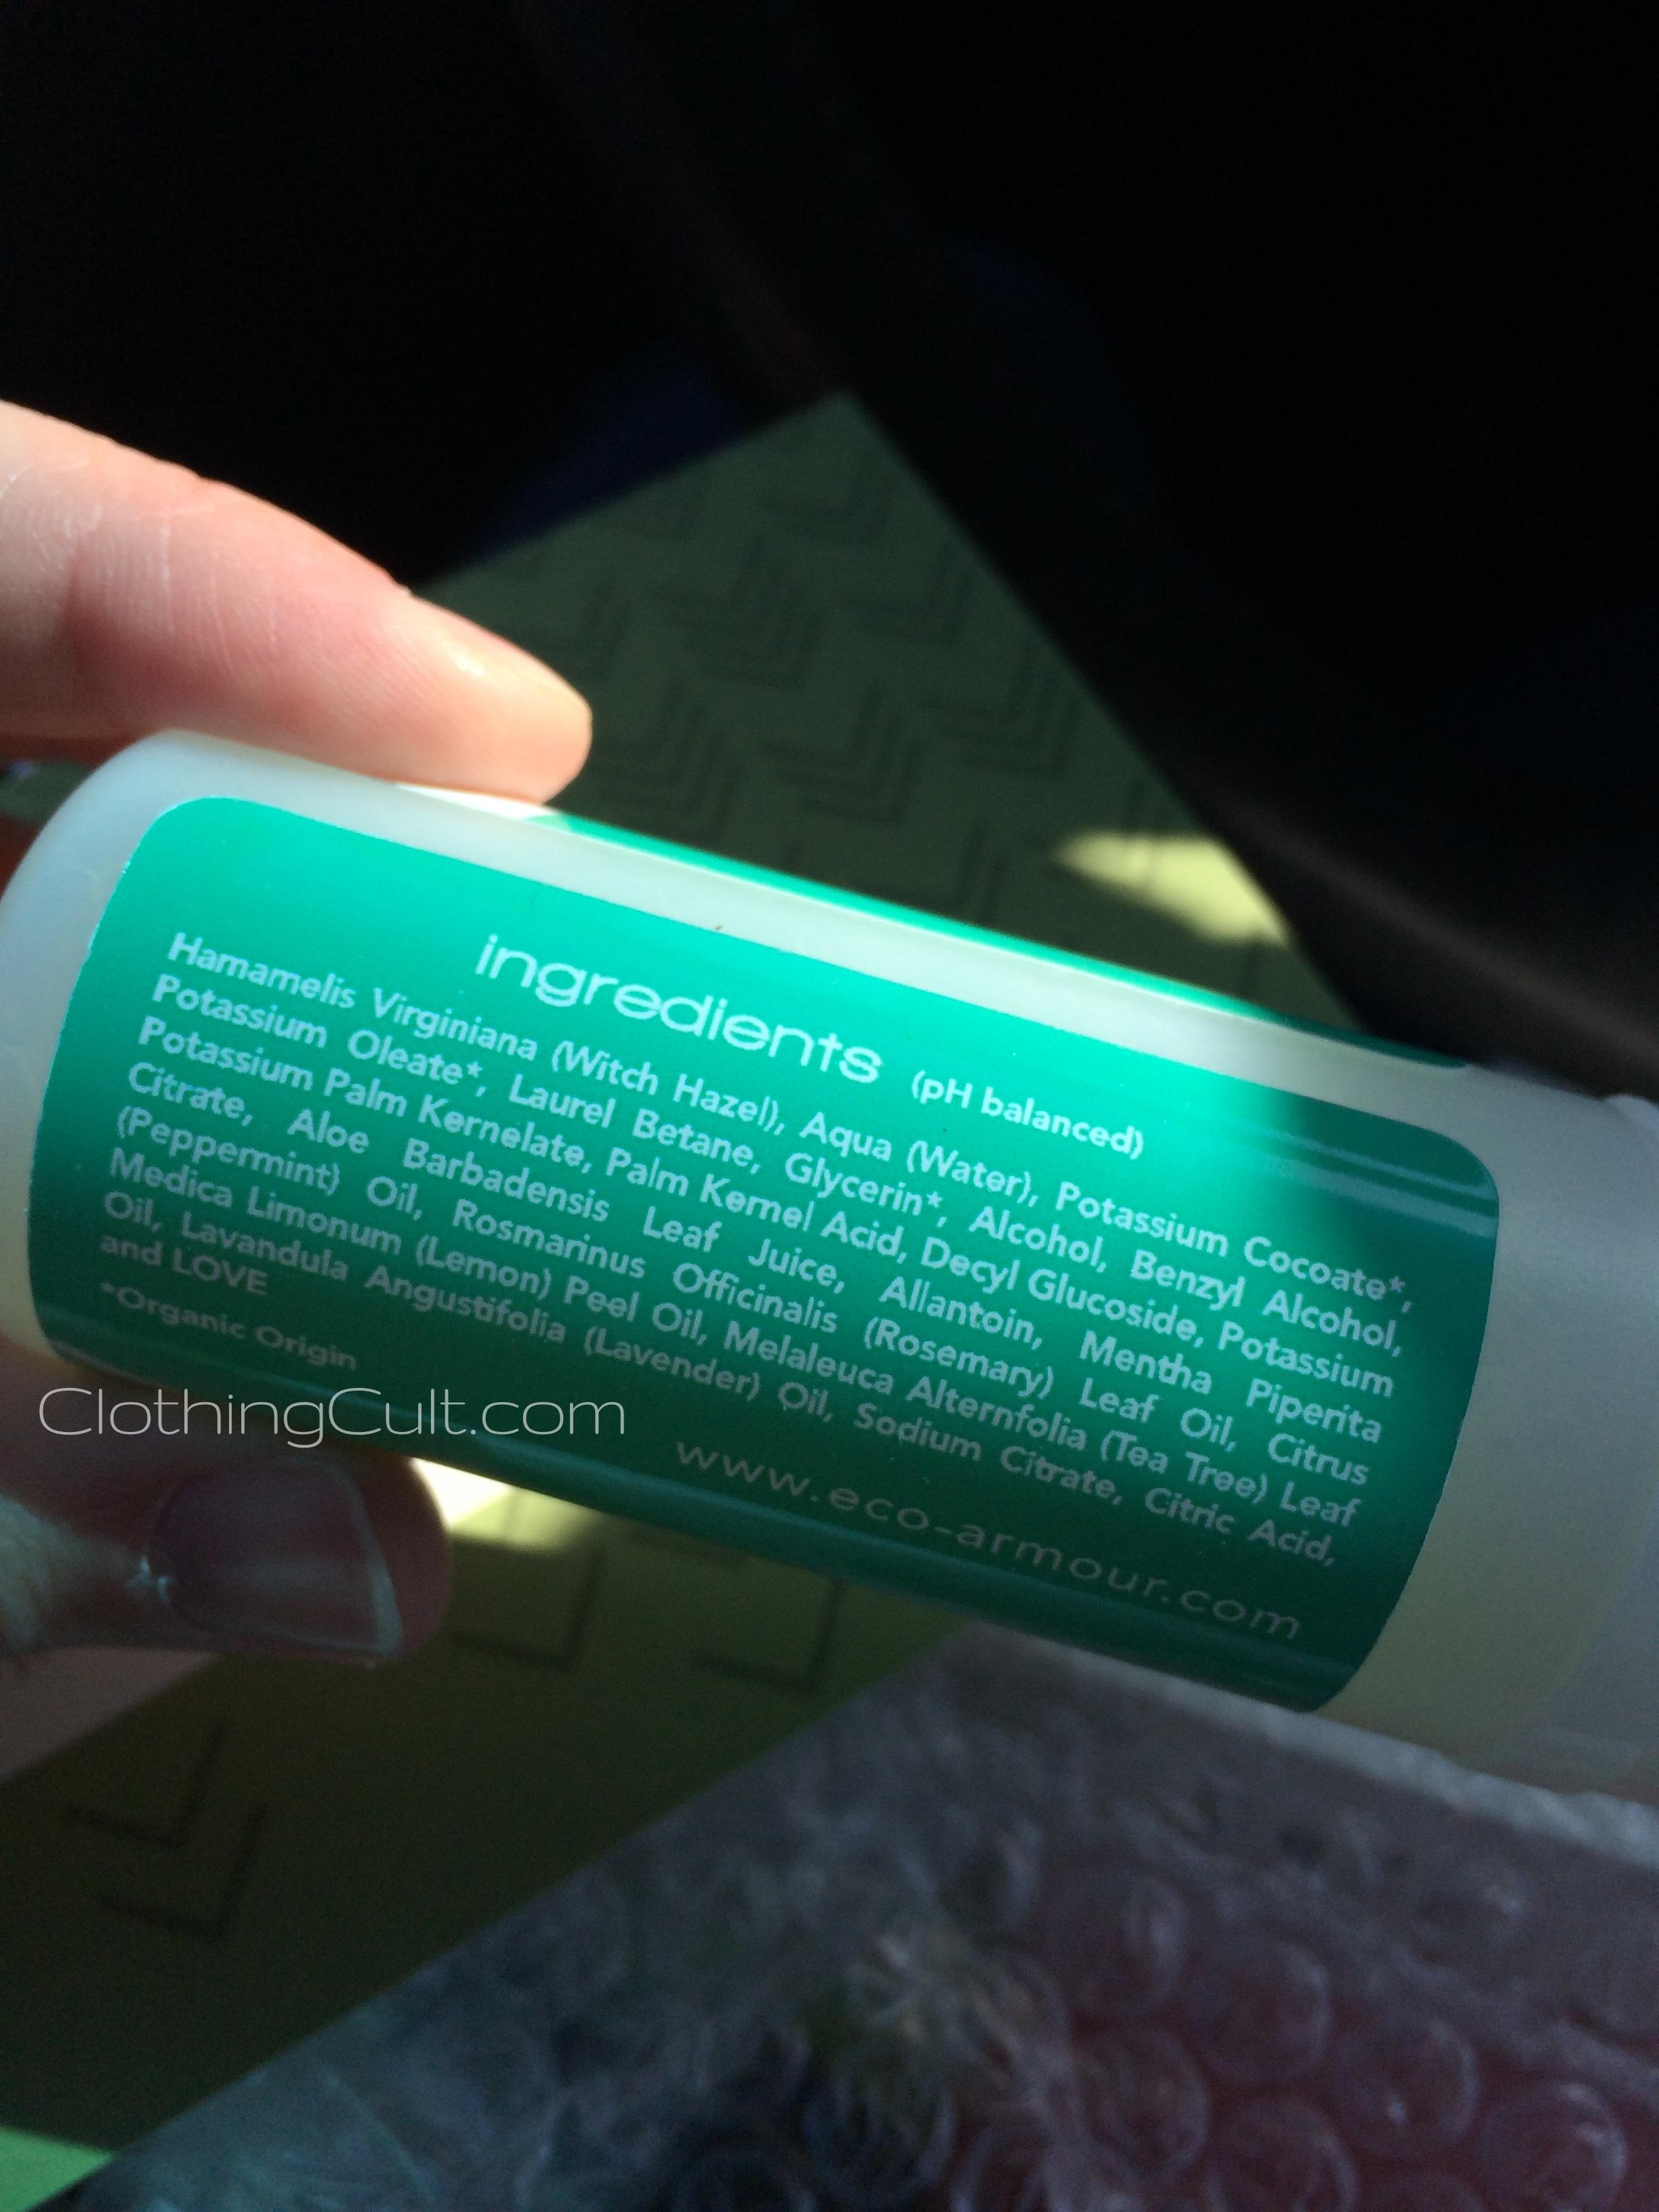 ingredients (pH balanced)
Hamamelis Virginiana (Witch Hazel), Aqua (Water), Potassium Cocoate*,
Potassium Oleate*, Laurel Betane, Glycerin*, Alcohol, Benzyl Alcohol,
Potassium Palm Kernelate, Palm Kernel Acid, Decyl Glucoside, Potassium
Citrate, Aloe Barbadensis Leaf Juice, Allantoin, Mentha Piperita
(Peppermint) Oil, Rosmarinus Officinalis (Rosemary) Leaf Oil, Citrus
Medica Limonum (Lemon) Peel Oil, Melaleuca Alternfolia (Tea Tree) Leaf
Oil, Lavandula Angustifolia (Lavender) Oil, Sodium Citrate, Citric Acid,
and LOVE
*Organic Origin
www.eco-armour.com
ClothingCult.com